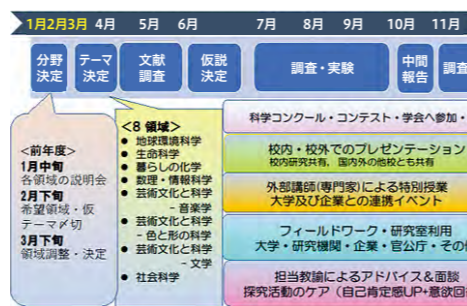 1月2月3月 4月 5月 6月 7月 8月 9月 10月 11月
分野
決定
テーマ
決定
文献
調査
仮説
決定
調査・実験
中間
報告
調査
<前年度>
1月中旬
各領域の説明会
2月下旬
希望領域・仮
テーマ〆切
3月下旬
領域調整・決定
<8 領域>
● 地球環境科学
● 生命科学
● 暮らしの化学
● 数理・情報科学
● 芸術文化と科学
- 音楽学
● 芸術文化と科学
- 色と形の科学
● 芸術文化と科学
- 文学
● 社会科学
科学コンクール・コンテスト・学会へ参加・
校内・校外でのプレゼンテーション
校内研究共有、国内外の他校とも共有
外部講師(専門家)による特別授業
大学及び企業との連携イベント
フィールドワーク・研究室利用
大学・研究機関・企業・官公庁・その他
担当教諭によるアドバイス&面談
探究活動のケア（自己肯定感UP+意欲回